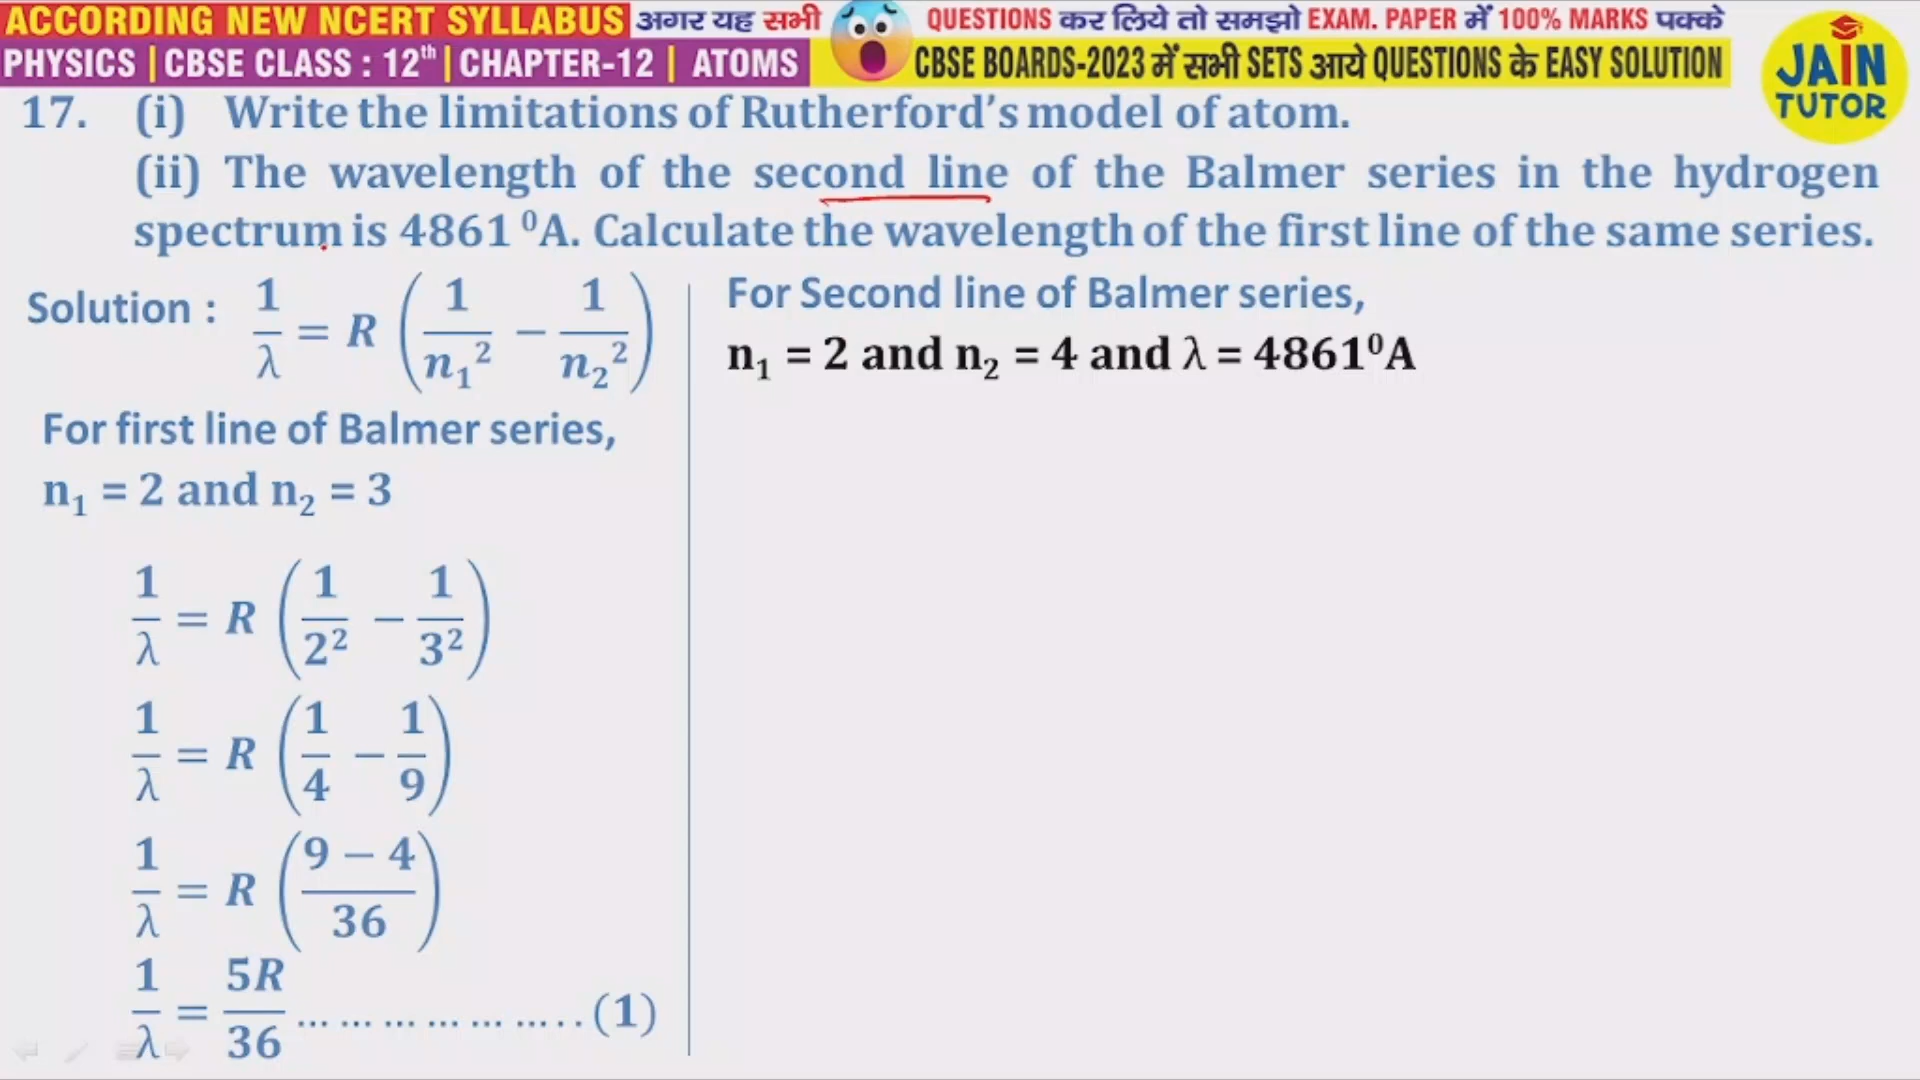 ACCORDING NEW NCERT SYLLABUS अगर यह सभी QUESTIONS कर लिये तो समझो EXAM. PAPER में 100% MARKS पक्के
PHYSICS | CBSE CLASS : 12th | CHAPTER-12 | ATOMS CBSE BOARDS-2023 में सभी SETS आये QUESTIONS के EASY SOLUTION
JAIN
TUTOR
17. (i) Write the limitations of Rutherford’s model of atom.
(ii) The wavelength of the second line of the Balmer series in the hydrogen
spectrum is 4861 ⁰A. Calculate the wavelength of the first line of the same series.
Solution : 1/λ = R (1/n₁² − 1/n₂²)
For first line of Balmer series,
n₁ = 2 and n₂ = 3
1/λ = R (1/2² − 1/3²)
1/λ = R (1/4 − 1/9)
1/λ = R ((9 − 4)/36)
1/λ = 5R/36 … … … … … … . . (1)
For Second line of Balmer series,
n₁ = 2 and n₂ = 4 and λ = 4861⁰A